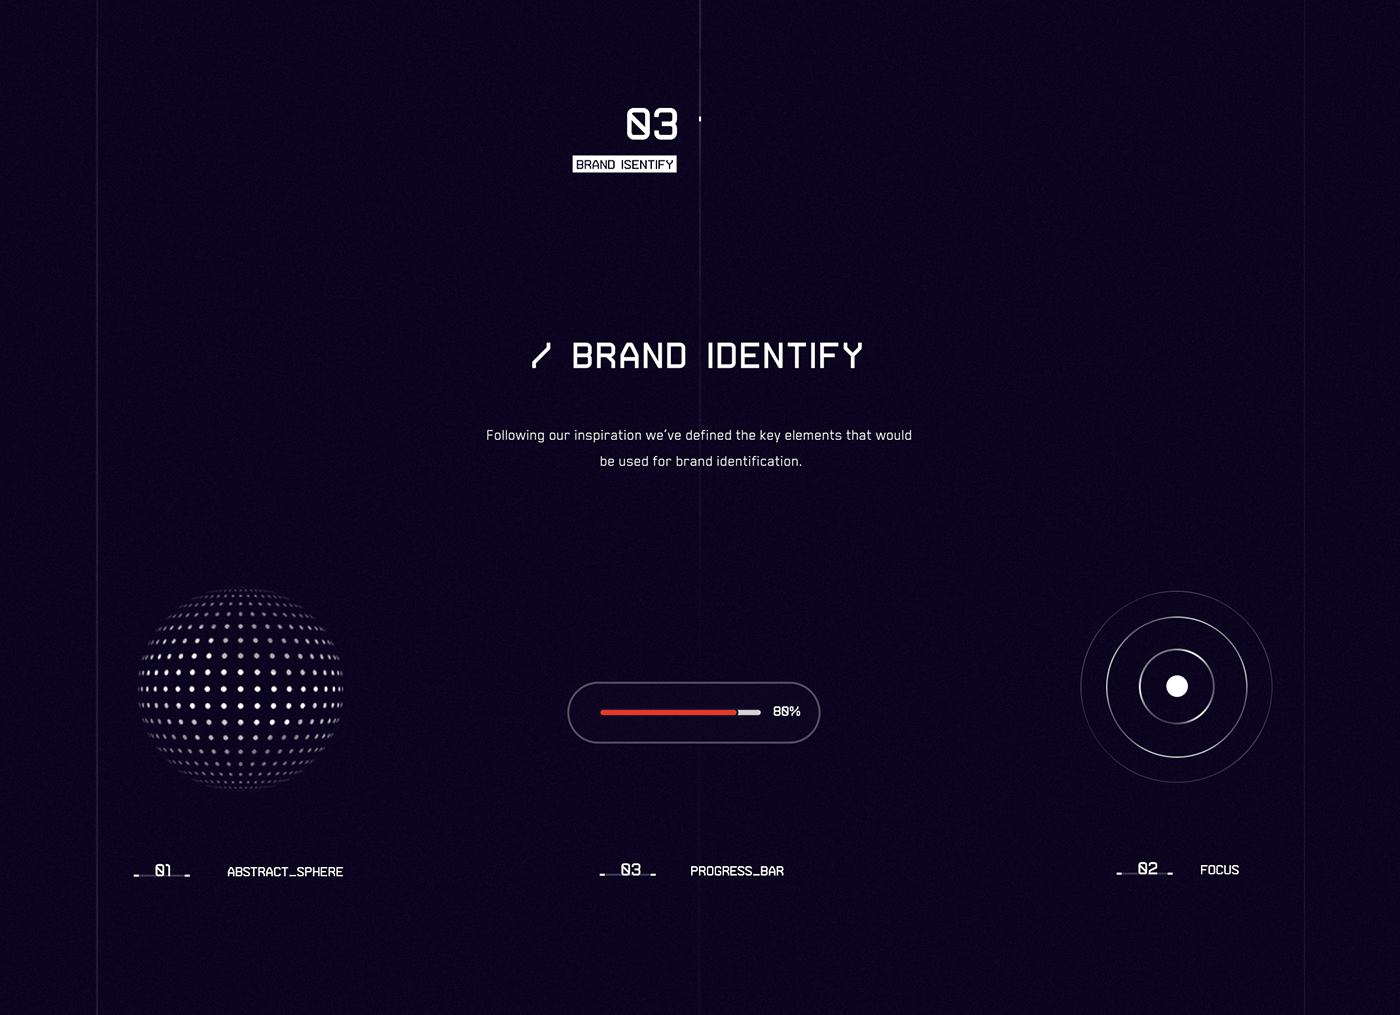 03
BRAND ISENTIFY
/ BRAND IDENTIFY
Following our inspiration we've defined the key elements that would
be used for brand identification.
80%
01 ABSTRACT_SPHERE
03 PROGRESS_BAR
02 FOCUS